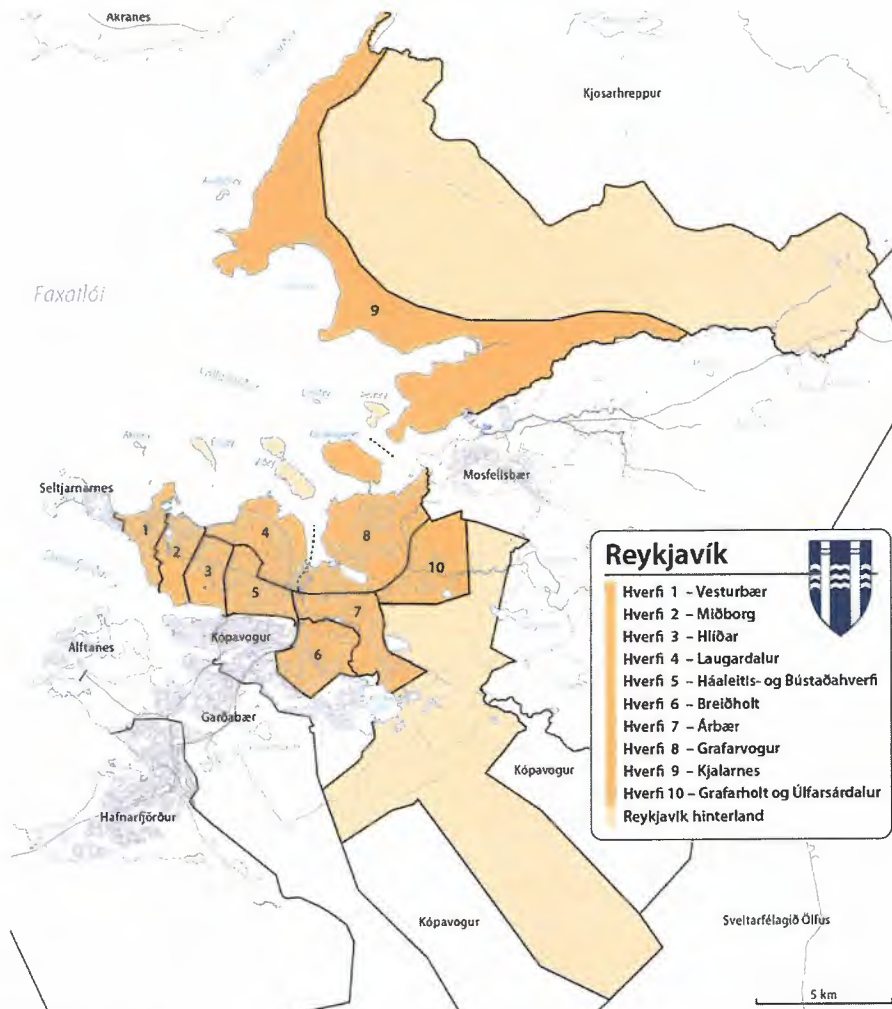 Akranes
Kjosarhreppur
Faxaflói
9
Seltjarnarnes
Mosfellsbær
1
2
3
4
5
6
7
8
10
Kópavogur
Álftanes
Garðabær
Hafnarfjörður
Kópavogur
Kópavogur
Sveltarfélagið Ölfus
Reykjavík
Hverfi 1 – Vesturbær
Hverfi 2 – Miðborg
Hverfi 3 – Hlíðar
Hverfi 4 – Laugardalur
Hverfi 5 – Háaleitis- og Bústaðahverfi
Hverfi 6 – Breiðholt
Hverfi 7 – Árbær
Hverfi 8 – Grafarvogur
Hverfi 9 – Kjalarnes
Hverfi 10 – Grafarholt og Úlfarsárdalur
Reykjavík hinterland
5 km